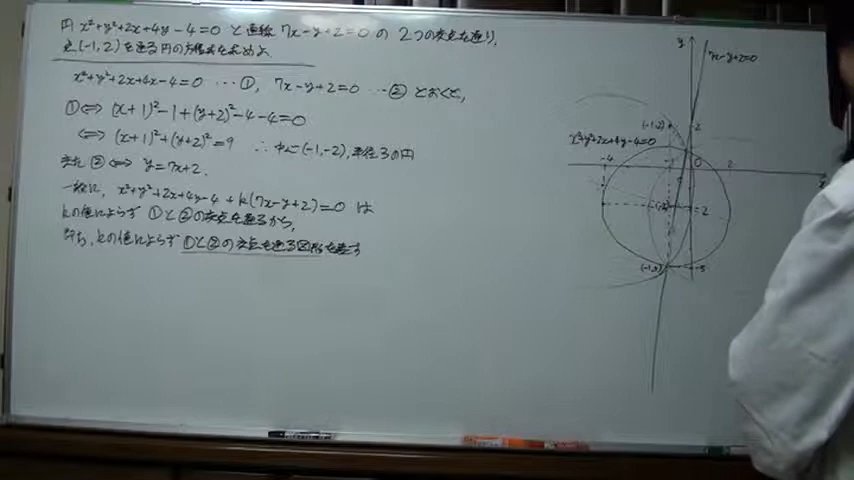 円 x²+y²+2x+4y-4=0 と直線 7x-y+2=0 の 2つの交点を通り,
点(-1,2)を通る円の方程式を求めよ.
x²+y²+2x+4x-4=0 …①, 7x-y+2=0 …② とおくと,
①⇔(x+1)²-1+(y+2)²-4-4=0
⇔(x+1)²+(y+2)²=9 ∴中心(-1,-2),半径3の円
また ②⇔ y=7x+2.
一般に, x²+y²+2x+4y-4+k(7x-y+2)=0 は
kの値によらず ①と②の交点を通るから,
即ち, kの値によらず ①と②の交点を通る図形を表す
y
7x-y+2=0
(-1,2)
2
x²+y²+2x+4y-4=0
-4
-1
0
2
x
-2
-5